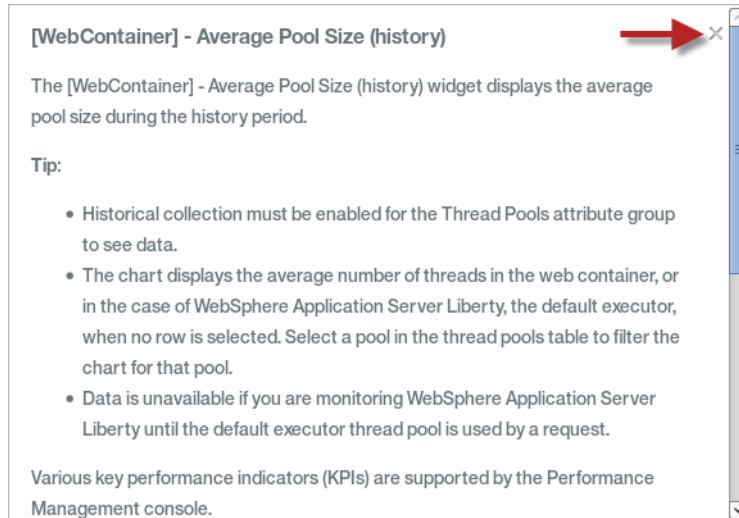 [WebContainer] - Average Pool Size (history)
The [WebContainer] - Average Pool Size (history) widget displays the average
pool size during the history period.
Tip:
• Historical collection must be enabled for the Thread Pools attribute group
to see data.
• The chart displays the average number of threads in the web container, or
in the case of WebSphere Application Server Liberty, the default executor,
when no row is selected. Select a pool in the thread pools table to filter the
chart for that pool.
• Data is unavailable if you are monitoring WebSphere Application Server
Liberty until the default executor thread pool is used by a request.
Various key performance indicators (KPIs) are supported by the Performance
Management console.